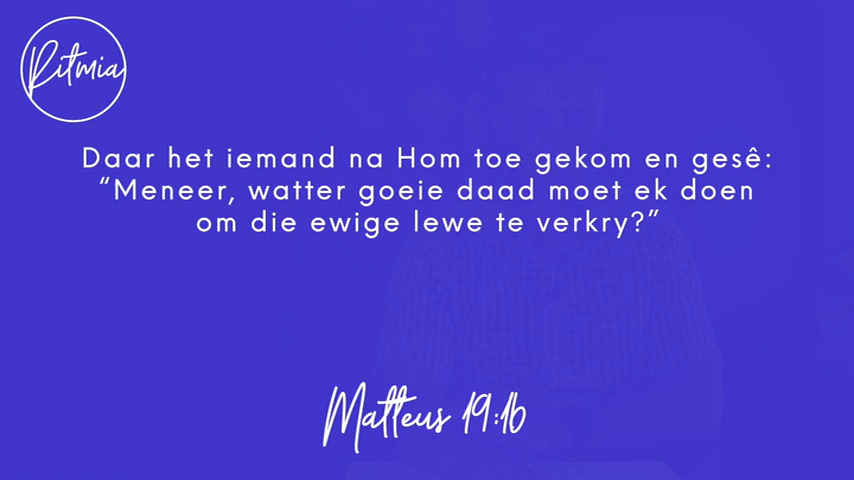 Ritmia
Daar het iemand na Hom toe gekom en gesê:
“Meneer, watter goeie daad moet ek doen
om die ewige lewe te verkry?”
Matteus 19:16